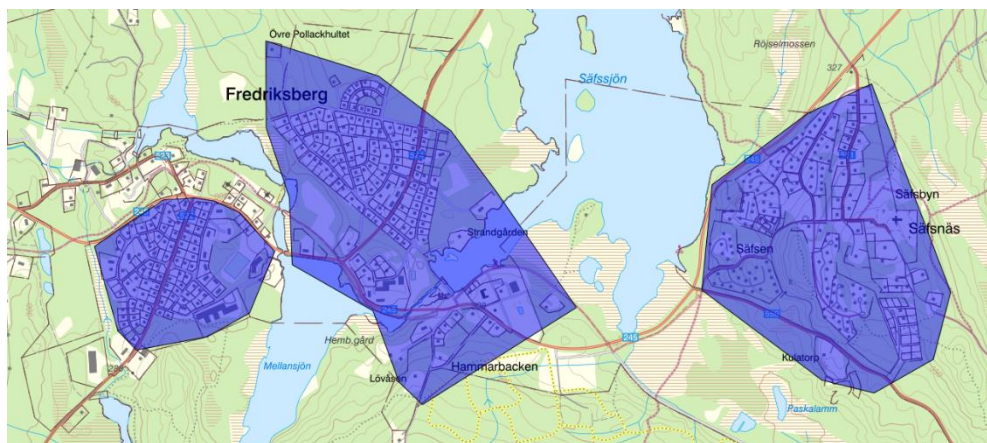 Övre Pollackhultet
Säfssjön
Röjselmossen
327
Fredriksberg
Säfsbyn
Säfsnäs
Strandgården
Säfsen
245
Hemb.gård
Mellansjön
Hammarbacken
Lövåsen
Kulatorp
Paskalamm